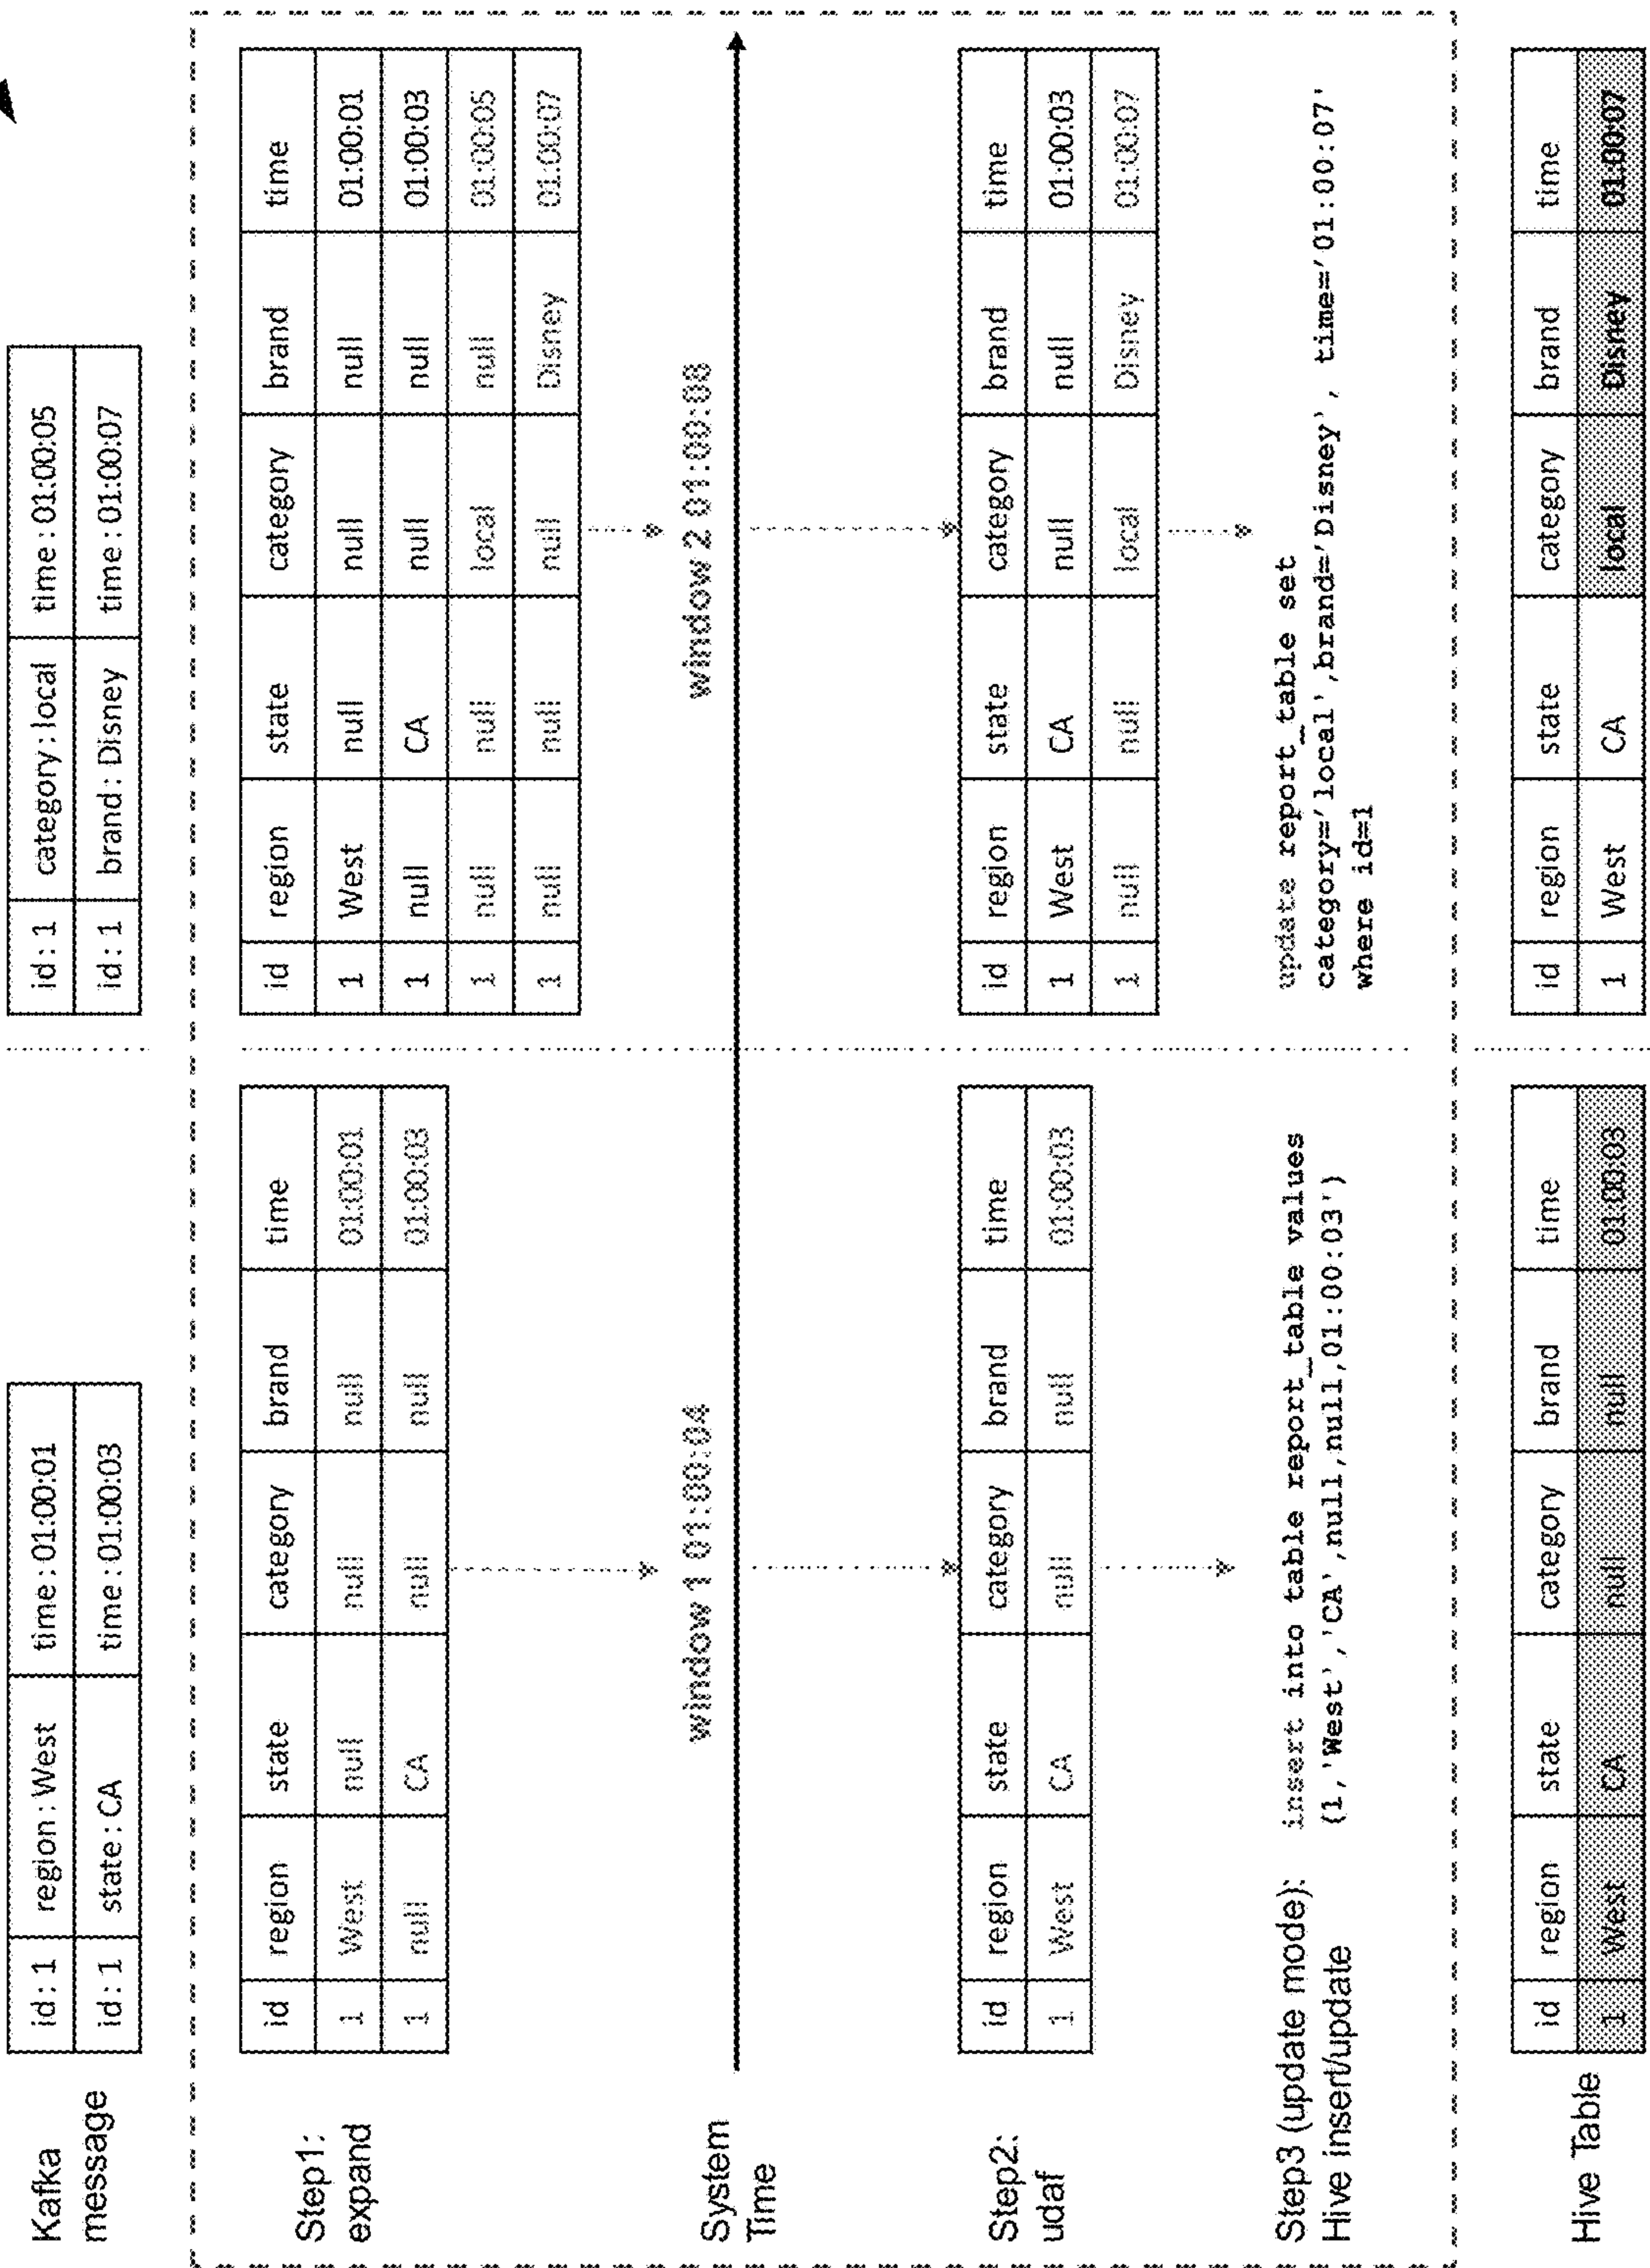 Kafka
message
id: 1 region: West time: 01:00:01
id: 1 state: CA time: 01:00:03
id: 1 category: local time: 01:00:05
id: 1 brand: Disney time: 01:00:07
Step1:
expand
id region state category brand time
1 West null null null 01:00:01
1 null CA null null 01:00:03
id region state category brand time
1 West null null null 01:00:01
1 null CA null null 01:00:03
1 null null local null 01:00:05
1 null null null Disney 01:00:07
window 1 01:00:04
window 2 01:00:08
System
Time
Step2:
udaf
id region state category brand time
1 West CA null null 01:00:03
id region state category brand time
1 West CA null null 01:00:03
1 null null local Disney 01:00:07
Step3 (update mode):
Hive insert/update
insert into table report_table values
(1,'West','CA',null,null,01:00:03')
update report_table set
category='local',brand='Disney', time='01:00:07'
where id=1
Hive Table
id region state category brand time
1 West CA null null 01:00:03
id region state category brand time
1 West CA local Disney 01:00:07